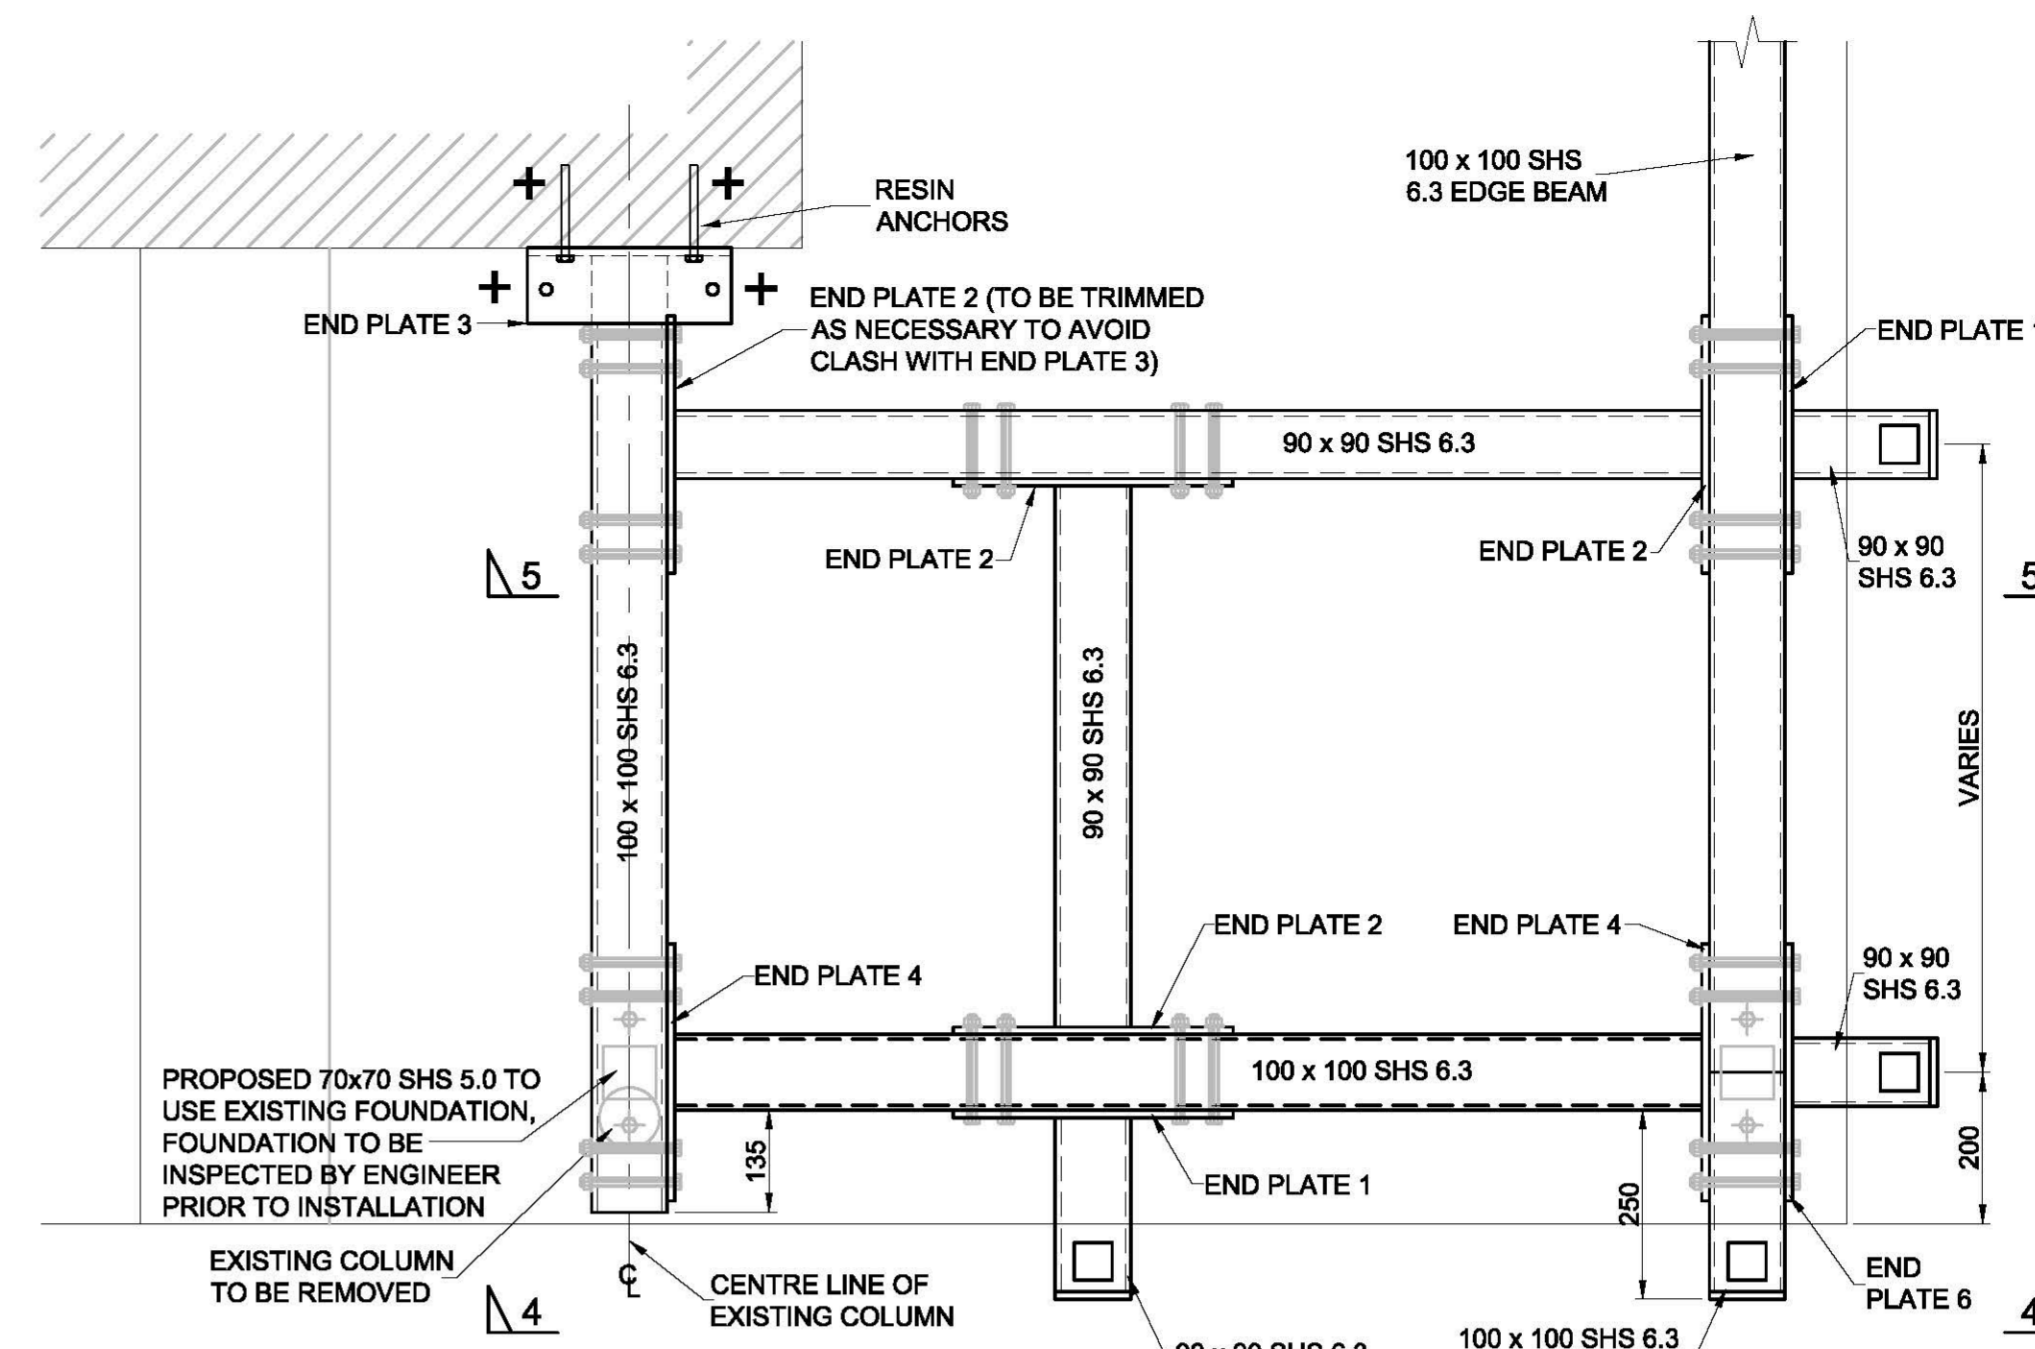 100 x 100 SHS
6.3 EDGE BEAM
RESIN
ANCHORS
END PLATE 3
END PLATE 2 (TO BE TRIMMED
AS NECESSARY TO AVOID
CLASH WITH END PLATE 3)
END PLATE
90 x 90 SHS 6.3
END PLATE 2
END PLATE 2
90 x 90
SHS 6.3
5
5
100 x 100 SHS 6.3
90 x 90 SHS 6.3
VARIES
END PLATE 2
END PLATE 4
END PLATE 4
90 x 90
SHS 6.3
100 x 100 SHS 6.3
PROPOSED 70x70 SHS 5.0 TO
USE EXISTING FOUNDATION,
FOUNDATION TO BE
INSPECTED BY ENGINEER
PRIOR TO INSTALLATION
135
END PLATE 1
250
200
EXISTING COLUMN
TO BE REMOVED
CL
CENTRE LINE OF
EXISTING COLUMN
END
PLATE 6
4
4
100 x 100 SHS 6.3